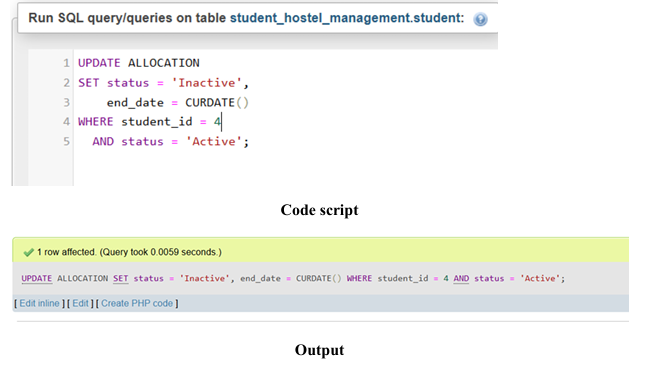 Run SQL query/queries on table student_hostel_management.student:
1 UPDATE ALLOCATION
2 SET status = 'Inactive',
3 end_date = CURDATE()
4 WHERE student_id = 4
5 AND status = 'Active';
Code script
1 row affected. (Query took 0.0059 seconds.)
UPDATE ALLOCATION SET status = 'Inactive', end_date = CURDATE() WHERE student_id = 4 AND status = 'Active';
[ Edit inline ] [ Edit ] [ Create PHP code ]
Output